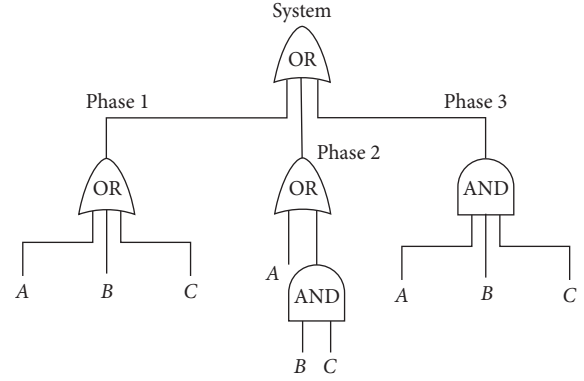 System
OR
Phase 1
Phase 3
Phase 2
OR
OR
AND
A
B
C
A
AND
A
B
C
B
C